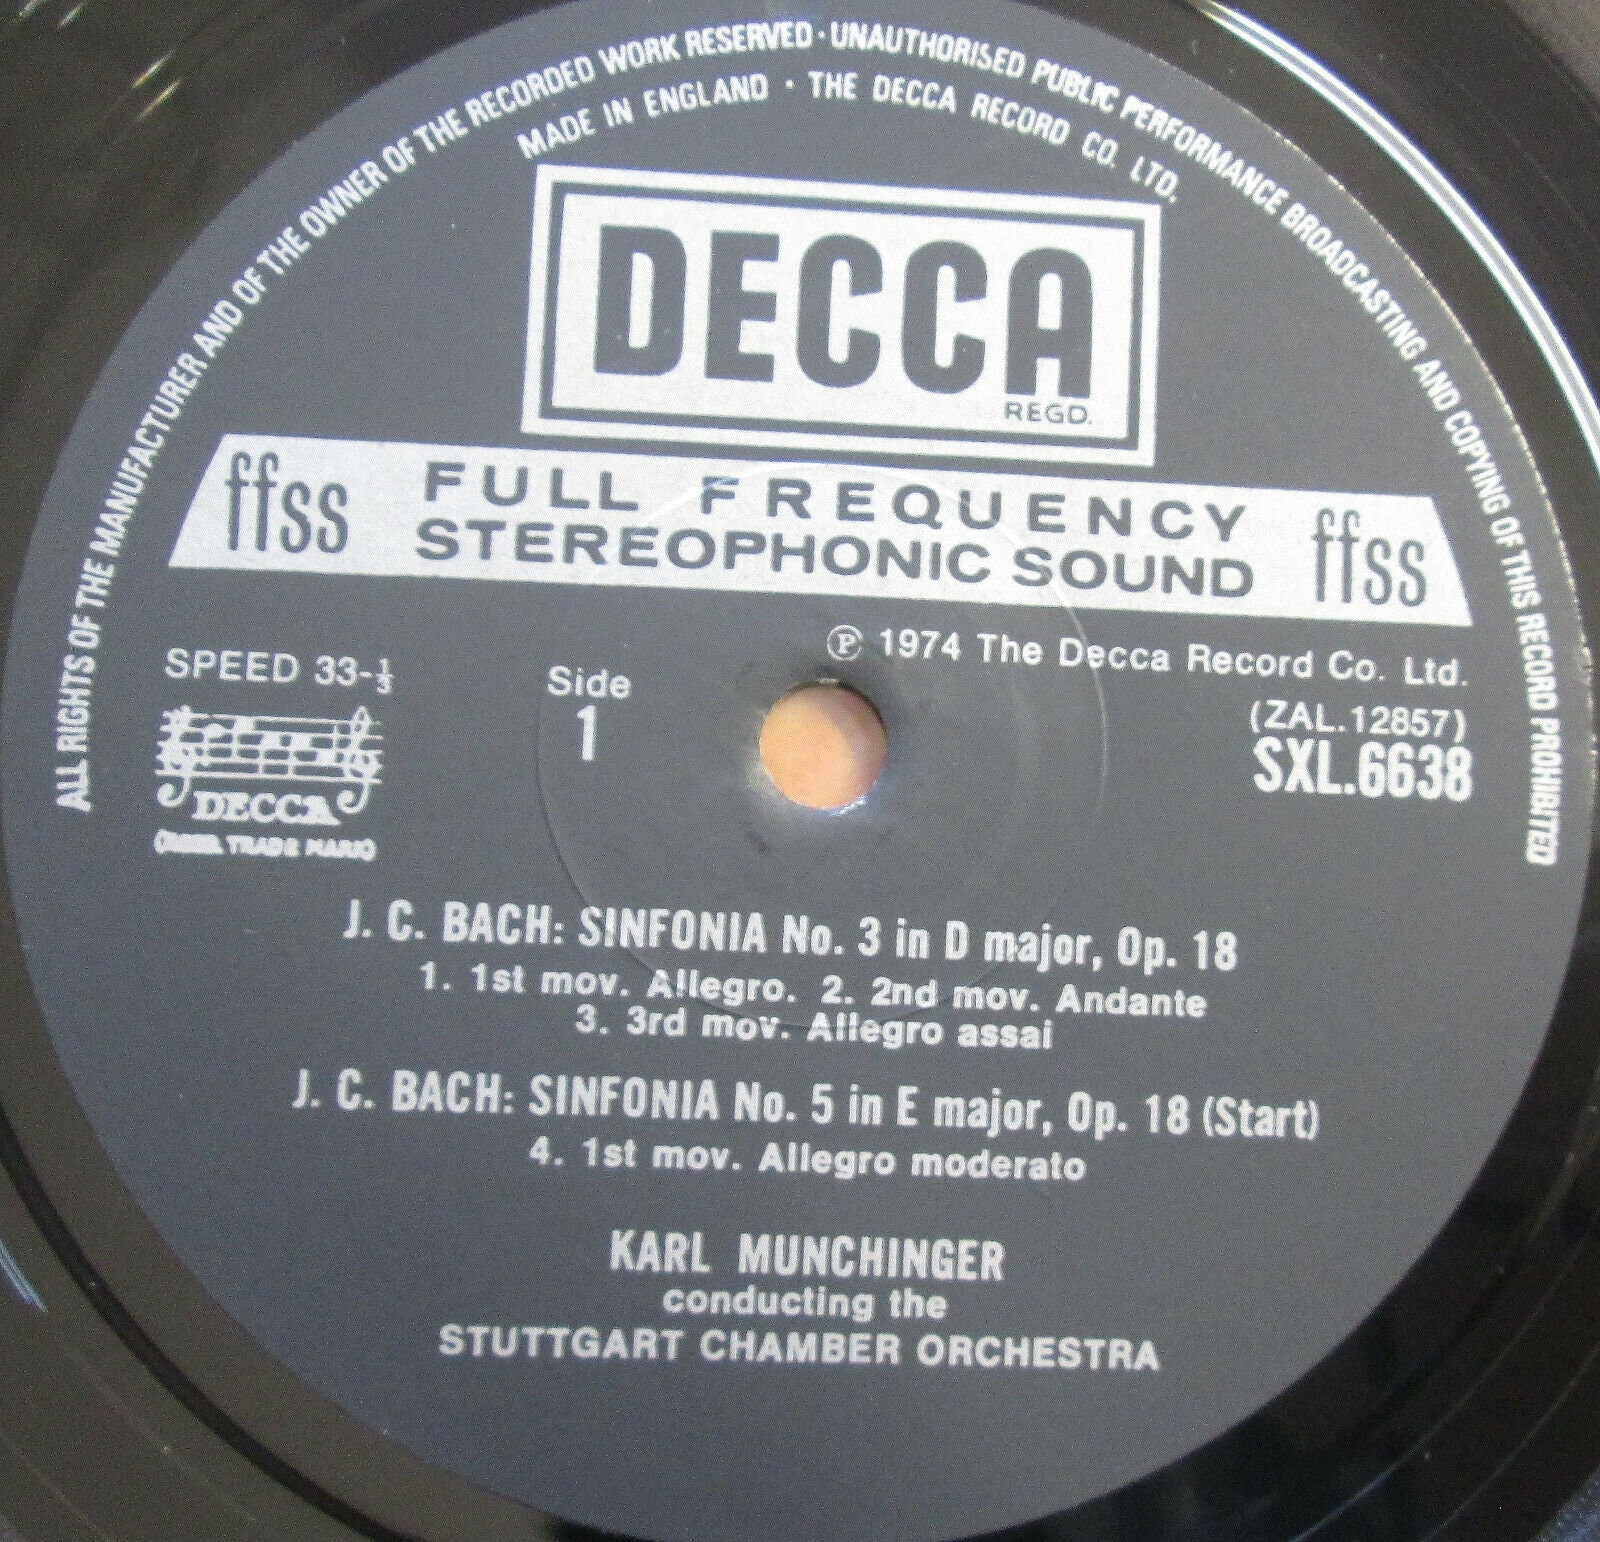 ALL RIGHTS OF THE MANUFACTURER AND OF THE OWNER OF THE RECORDED WORK RESERVED · UNAUTHORISED PUBLIC PERFORMANCE BROADCASTING AND COPYING OF THIS RECORD PROHIBITED
MADE IN ENGLAND · THE DECCA RECORD CO. LTD.
DECCA
REGD.
ffss FULL FREQUENCY ffss
STEREOPHONIC SOUND
℗ 1974 The Decca Record Co. Ltd.
SPEED 33-⅓
Side
1
(ZAL.12857)
SXL.6638
DECCA
TRADE MARK)
J. C. BACH: SINFONIA No. 3 in D major, Op. 18
1. 1st mov. Allegro. 2. 2nd mov. Andante
3. 3rd mov. Allegro assai
J. C. BACH: SINFONIA No. 5 in E major, Op. 18 (Start)
4. 1st mov. Allegro moderato
KARL MUNCHINGER
conducting the
STUTTGART CHAMBER ORCHESTRA